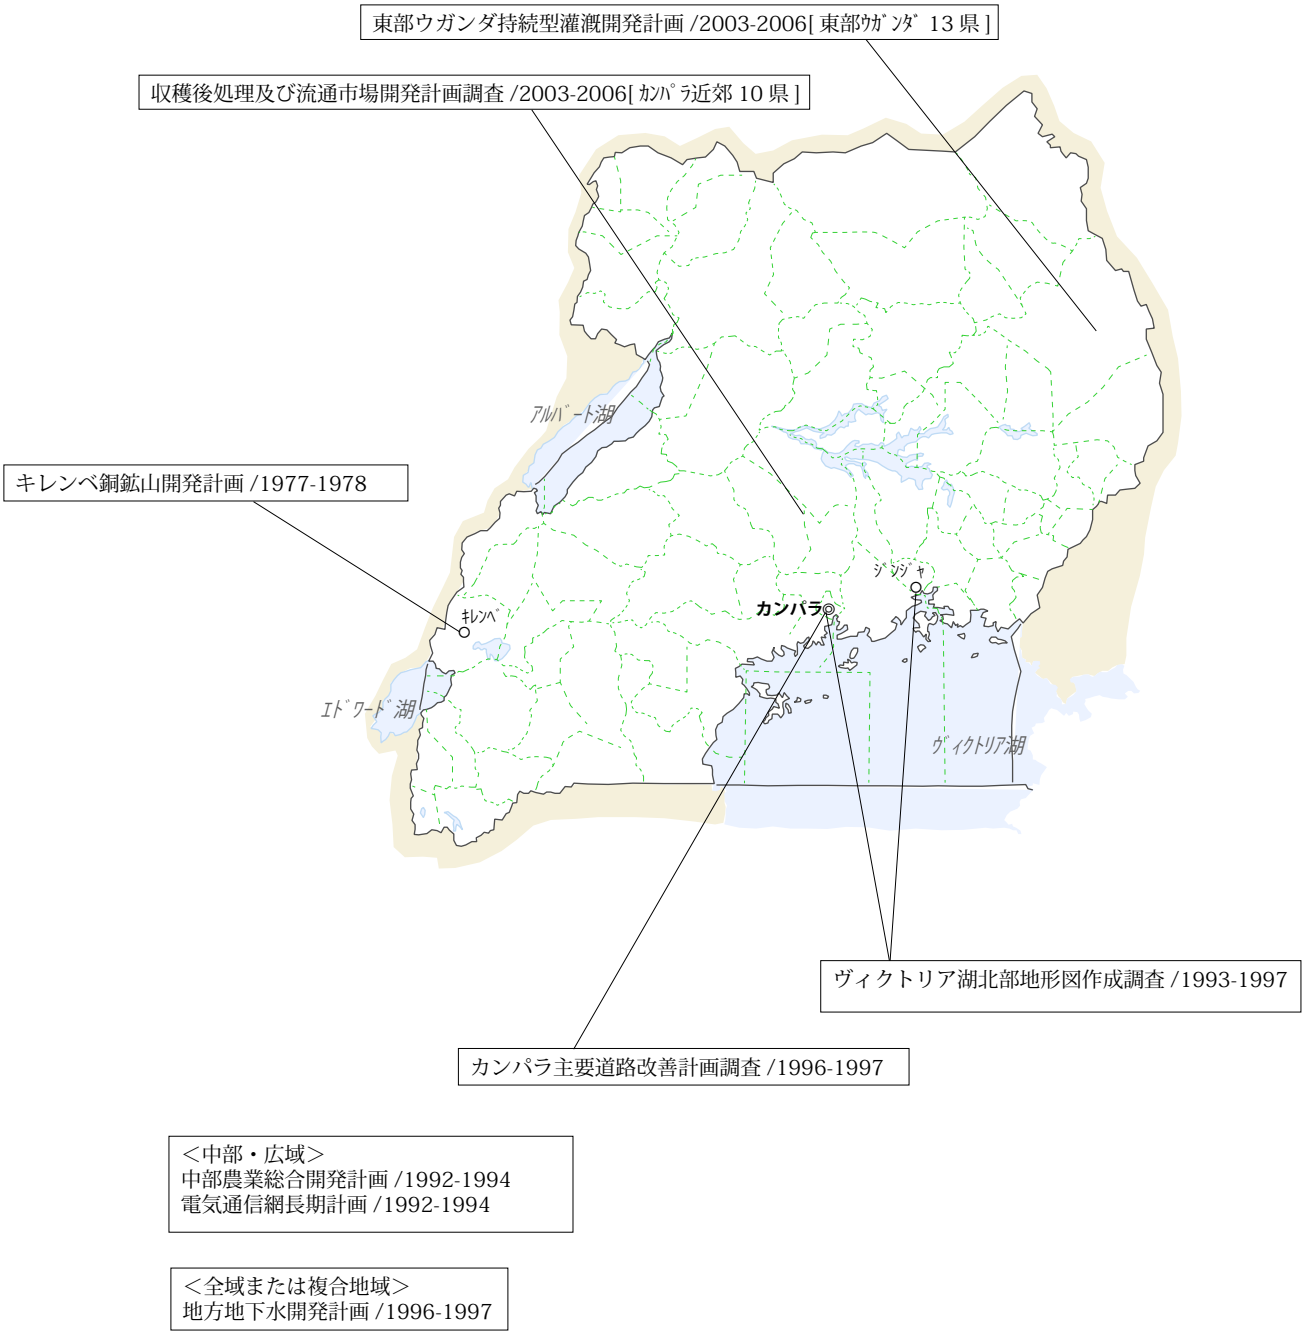 東部ウガンダ持続型灌漑開発計画 /2003-2006[ 東部ｳｶﾞﾝﾀﾞ 13 県 ]
収穫後処理及び流通市場開発計画調査 /2003-2006[ ｶﾝﾊﾟﾗ近郊 10 県 ]
ｱﾙﾊﾞｰﾄ湖
キレンベ銅鉱山開発計画 /1977-1978
ｼﾞﾝｼﾞｬ
カンパラ
ｷﾚﾝﾍﾞ
ｴﾄﾞﾜｰﾄﾞ湖
ｳﾞｨｸﾄﾘｱ湖
ヴィクトリア湖北部地形図作成調査 /1993-1997
カンパラ主要道路改善計画調査 /1996-1997
＜中部・広域＞
中部農業総合開発計画 /1992-1994
電気通信網長期計画 /1992-1994
＜全域または複合地域＞
地方地下水開発計画 /1996-1997